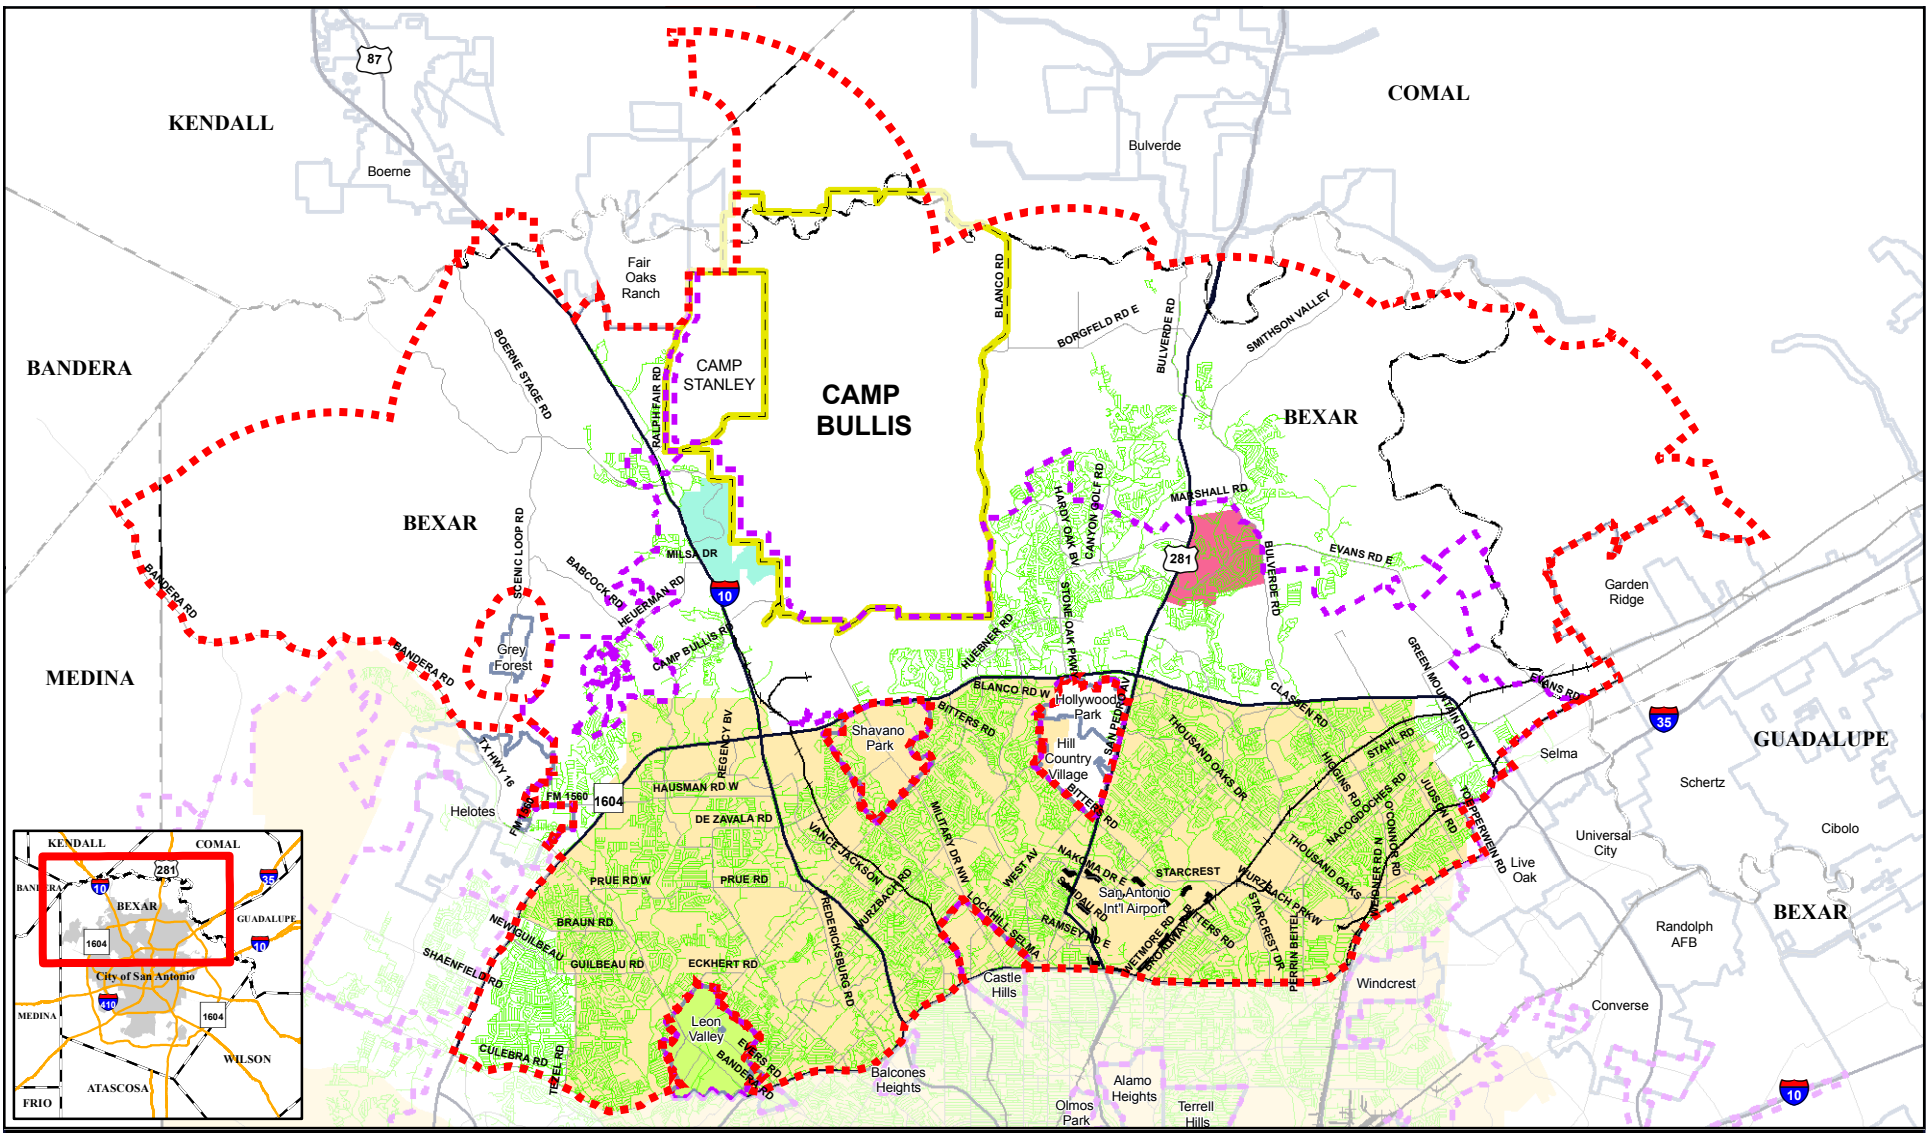 87
KENDALL
COMAL
Boerne
Bulverde
Fair
Oaks
Ranch
BLANCO RD
BORGFELD RD E
BULVERDE RD
SMITHSON VALLEY
BANDERA
BOERNE STAGE RD
RALPH FAIR RD
CAMP
STANLEY
CAMP
BULLIS
BEXAR
BEXAR
SCENIC LOOP RD
MILSA DR
HARDY OAK BV
CANYON GOLF RD
MARSHALL RD
281
BULVERDE RD
EVANS RD E
Garden
Ridge
BANDERA RD
BABCOCK RD
HEUERMAN RD
10
STONE OAK PKWY
HUEBNER RD
CAMP BULLIS RD
Grey
Forest
BANDERA RD
MEDINA
GREEN MOUNTAIN RD N
EVANS RD
35
GUADALUPE
BLANCO RD W
BITTERS RD
Hollywood
Park
SAN PEDRO AV
CLASSEN RD
Shavano
Park
Hill
Country
Village
BITTERS RD
THOUSAND OAKS DR
STAHL RD
HIGGINS RD
NACOGDOCHES RD
JUDSON RD
O'CONNOR RD
TOEPPERWEIN RD
Selma
Schertz
REGENCY BV
TX HWY 16
HAUSMAN RD W
FM 1560
FM 1560
1604
Helotes
DE ZAVALA RD
VANCE JACKSON
MILITARY DR NW
WEST AV
NAKOMA DR E
STARCREST
WURZBACH PRKW
THOUSAND OAKS
WEIDNER RD N
Universal
City
Cibolo
Live
Oak
PRUE RD W
PRUE RD
WURZBACH RD
FREDERICKSBURG RD
LOCKHILL SELMA
RAMSEY RD E
San Antonio
Int'l Airport
WETMORE RD
BROADWAY
BITTERS RD
STARCREST DR
PERRIN BEITEL
BRAUN RD
NEW GUILBEAU
SHAENFIELD RD
GUILBEAU RD
ECKHERT RD
Randolph
AFB
BEXAR
Castle
Hills
Windcrest
Converse
Leon
Valley
EVERS RD
BANDERA RD
CULEBRA RD
TEZEL RD
Balcones
Heights
Alamo
Heights
Olmos
Park
Terrell
Hills
10
KENDALL
COMAL
281
BANDERA
10
35
BEXAR
GUADALUPE
1604
10
City of San Antonio
410
MEDINA
1604
WILSON
ATASCOSA
FRIO